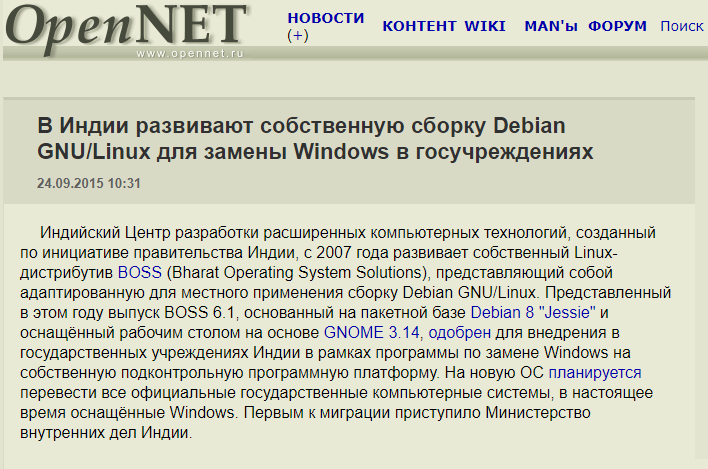 OpenNET
www.opennet.ru
НОВОСТИ
(+)
КОНТЕНТ WIKI MAN'ы ФОРУМ Поиск
В Индии развивают собственную сборку Debian
GNU/Linux для замены Windows в госучреждениях
24.09.2015 10:31
Индийский Центр разработки расширенных компьютерных технологий, созданный
по инициативе правительства Индии, с 2007 года развивает собственный Linux-
дистрибутив BOSS (Bharat Operating System Solutions), представляющий собой
адаптированную для местного применения сборку Debian GNU/Linux. Представленный
в этом году выпуск BOSS 6.1, основанный на пакетной базе Debian 8 "Jessie" и
оснащённый рабочим столом на основе GNOME 3.14, одобрен для внедрения в
государственных учреждениях Индии в рамках программы по замене Windows на
собственную подконтрольную программную платформу. На новую ОС планируется
перевести все официальные государственные компьютерные системы, в настоящее
время оснащённые Windows. Первым к миграции приступило Министерство
внутренних дел Индии.